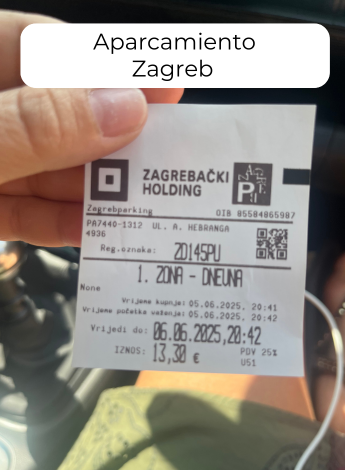 Aparcamiento
Zagreb
ZAGREBAČKI
HOLDING
Zagrebparking OIB 85584865987
PA7440-1312 UL. A. HEBRANGA
4936
Reg.oznaka: ZD145PU
1. ZONA - DNEVNA
None
Vrijeme kupnje: 05.06.2025, 20:41
Vrijeme početka važenja: 05.06.2025, 20:42
Vrijedi do: 06.06.2025,20:42
IZNOS: 13,30 € PDV 25%
U51